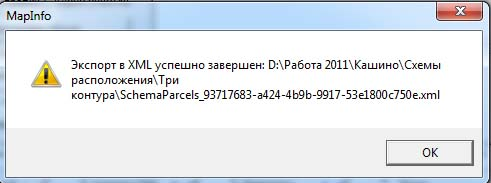 MapInfo
Экспорт в XML успешно завершен: D:\Работа 2011\Кашино\Схемы
расположения\Три
контура\SchemaParcels_93717683-a424-4b9b-9917-53e1800c750e.xml
OK